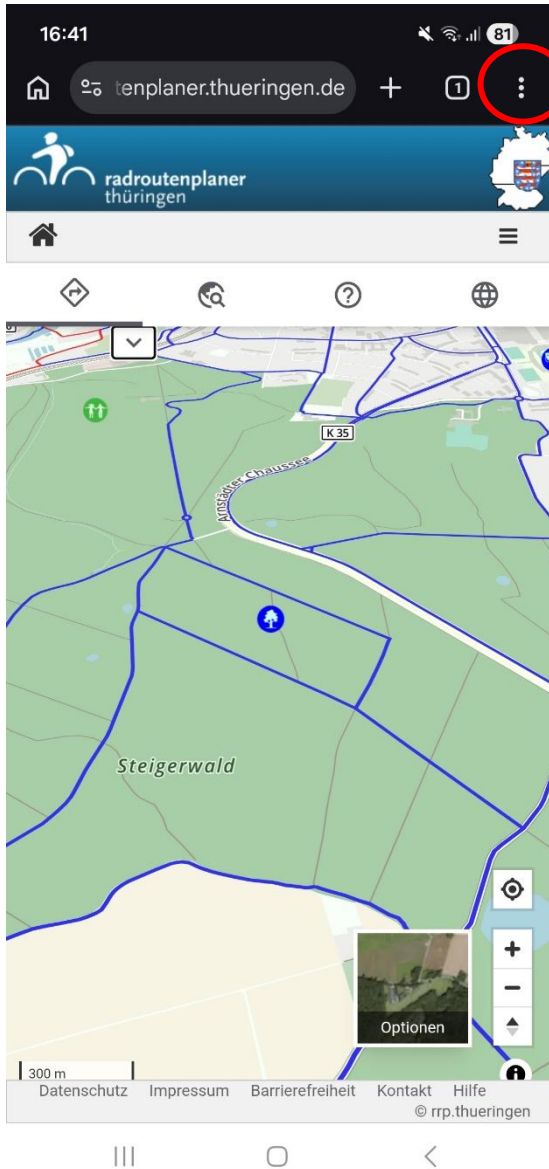 16:41
81
tenplaner.thueringen.de
1
radroutenplaner
thüringen
K 35
Arnstädter Chaussee
Steigerwald
Optionen
300 m
Datenschutz Impressum Barrierefreiheit Kontakt Hilfe
© rrp.thueringen